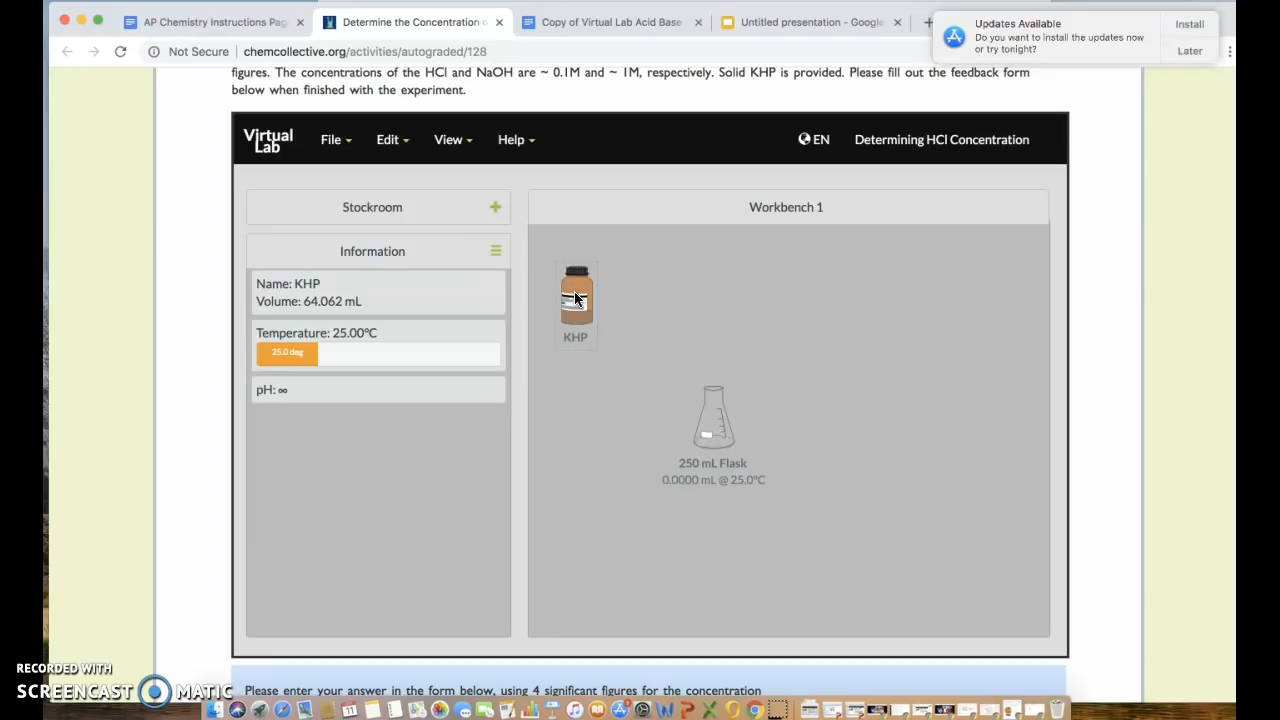 AP Chemistry Instructions Pag
Determine the Concentration o
Copy of Virtual Lab Acid Base
Untitled presentation - Google
Updates Available
Do you want to install the updates now
or try tonight?
Install
Later
Not Secure
chemcollective.org/activities/autograded/128
figures. The concentrations of the HCl and NaOH are ~ 0.1M and ~ 1M, respectively. Solid KHP is provided. Please fill out the feedback form
below when finished with the experiment.
Virtual
Lab
File
Edit
View
Help
EN
Determining HCl Concentration
Stockroom
Workbench 1
Information
Name: KHP
Volume: 64.062 mL
Temperature: 25.00°C
25.0 deg
pH: ∞
KHP
250 mL Flask
0.0000 mL @ 25.0°C
RECORDED WITH
SCREENCAST MATIC
Please enter your answer in the form below, using 4 significant figures for the concentration